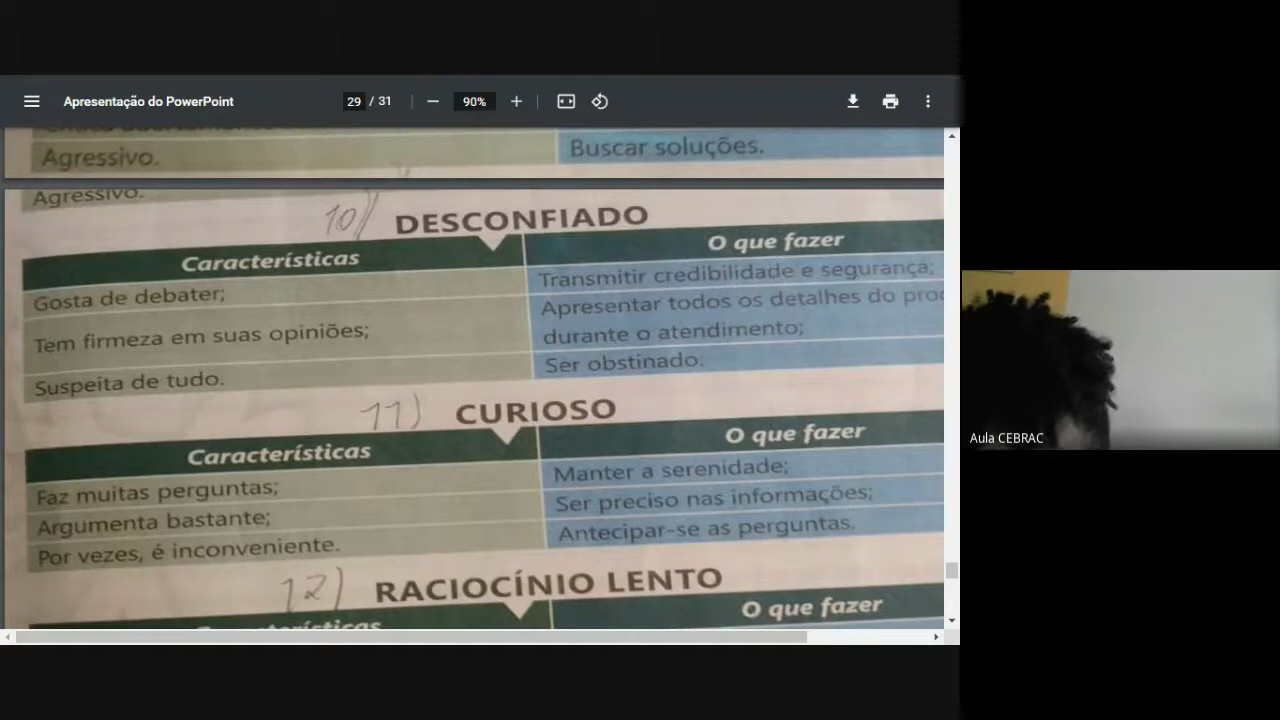 Apresentação do PowerPoint
29 / 31
90%
Agressivo.
Buscar soluções.
Agressivo.
10) DESCONFIADO
Características
O que fazer
Gosta de debater;
Transmitir credibilidade e segurança;
Tem firmeza em suas opiniões;
Apresentar todos os detalhes do
durante o atendimento;
Suspeita de tudo.
Ser obstinado.
11) CURIOSO
Características
O que fazer
Faz muitas perguntas;
Manter a serenidade;
Argumenta bastante;
Ser preciso nas informações;
Por vezes, é inconveniente.
Antecipar-se as perguntas.
12) RACIOCÍNIO LENTO
Características
O que fazer
Aula CEBRAC